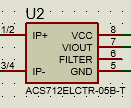 U2
1/2 IP+ VCC 8
VIOUT 7
FILTER 6
3/4 IP- GND 5
ACS712ELCTR-05B-T